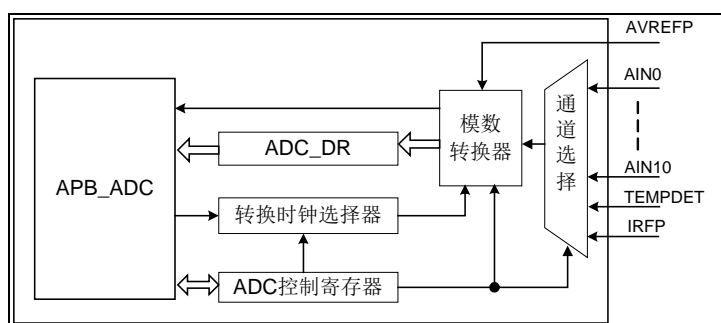 AVREFP
AIN0
模数
转换器
通道选择
ADC_DR
APB_ADC
AIN10
TEMPDET
转换时钟选择器
IRFP
ADC控制寄存器